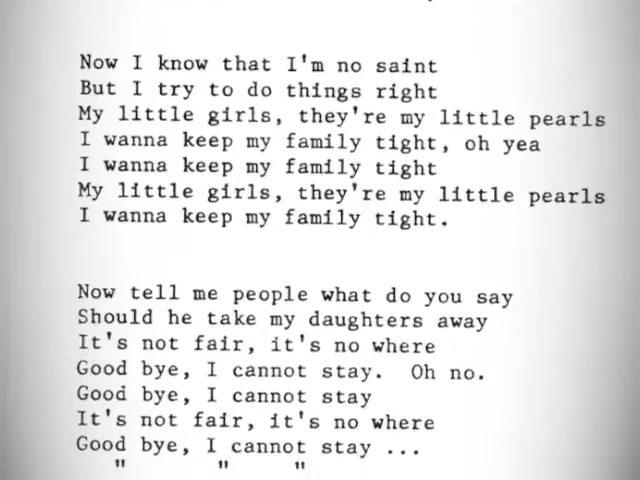 Now I know that I'm no saint
But I try to do things right
My little girls, they're my little pearls
I wanna keep my family tight, oh yea
I wanna keep my family tight
My little girls, they're my little pearls
I wanna keep my family tight.
Now tell me people what do you say
Should he take my daughters away
It's not fair, it's no where
Good bye, I cannot stay.  Oh no.
Good bye, I cannot stay
It's not fair, it's no where
Good bye, I cannot stay ...
" " "